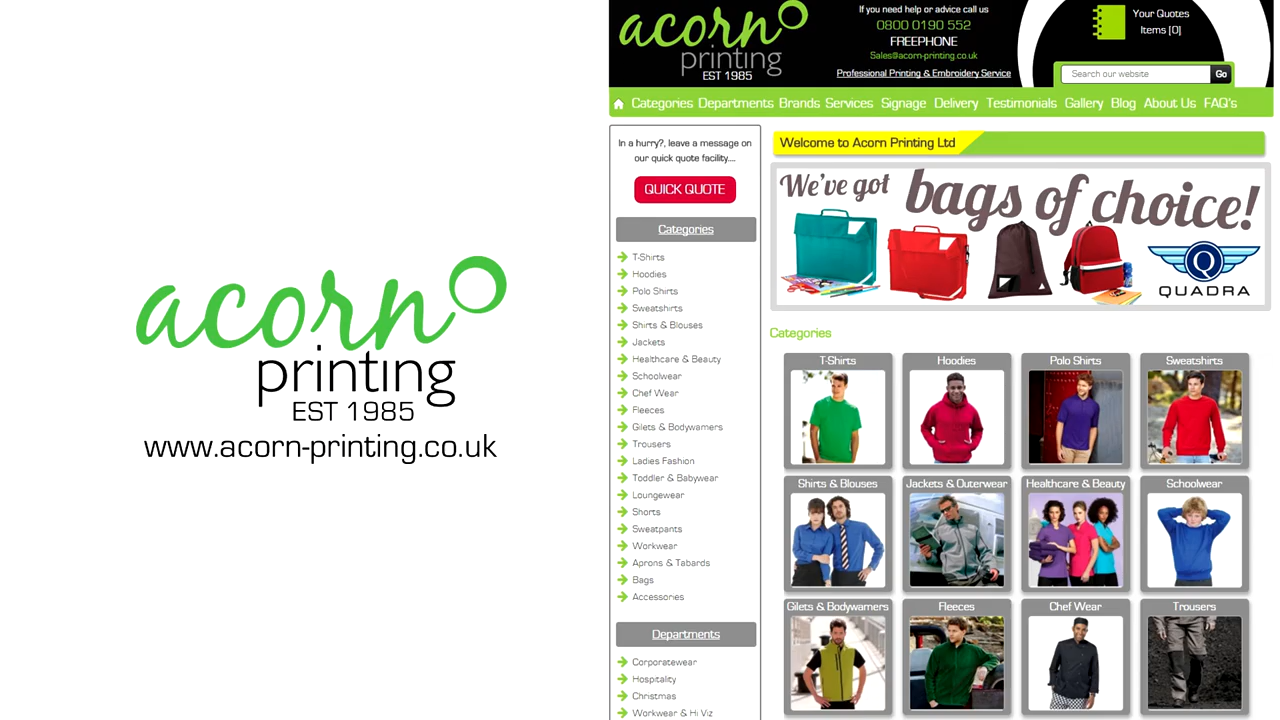 acorn
printing
EST 1985
www.acorn-printing.co.uk
acorn
printing
EST 1985
If you need help or advice call us
0800 0190 552
FREEPHONE
Sales@acorn-printing.co.uk
Professional Printing & Embroidery Service
Your Quotes
Items [0]
Search our website
Go
Categories Departments Brands Services Signage Delivery Testimonials Gallery Blog About Us FAQ's
In a hurry?, leave a message on
our quick quote facility....
QUICK QUOTE
Categories
T-Shirts
Hoodies
Polo Shirts
Sweatshirts
Shirts & Blouses
Jackets
Healthcare & Beauty
Schoolwear
Chef Wear
Fleeces
Gilets & Bodywamers
Trousers
Ladies Fashion
Toddler & Babywear
Loungewear
Shorts
Sweatpants
Workwear
Aprons & Tabards
Bags
Accessories
Departments
Corporatewear
Hospitality
Christmas
Workwear & Hi Viz
Welcome to Acorn Printing Ltd
We've got bags of choice!
Q
QUADRA
Categories
T-Shirts
Hoodies
Polo Shirts
Sweatshirts
Shirts & Blouses
Jackets & Outerwear
Healthcare & Beauty
Schoolwear
Gilets & Bodywamers
Fleeces
Chef Wear
Trousers